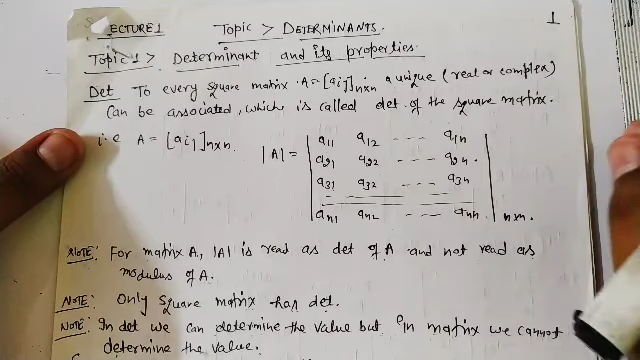 LECTURE 1 Topic > DETERMINANTS. 1
Topic 1 > Determinant and its properties.
Def To every square matrix A = [aij]nxn a unique (real or complex)
Can be associated, which is called det. of the square matrix.
i.e A = [aij]nxn. |A| =
a11 a12 --- a1n
a21 a22 --- a2n.
a31 a32 --- a3n
an1 an2 --- ann nxn.
NOTE: For matrix A, |A| is read as det of A and not read as
modulus of A.
NOTE: Only square matrix has det.
NOTE: In det we can determine the value but in matrix we cannot
determine the value.